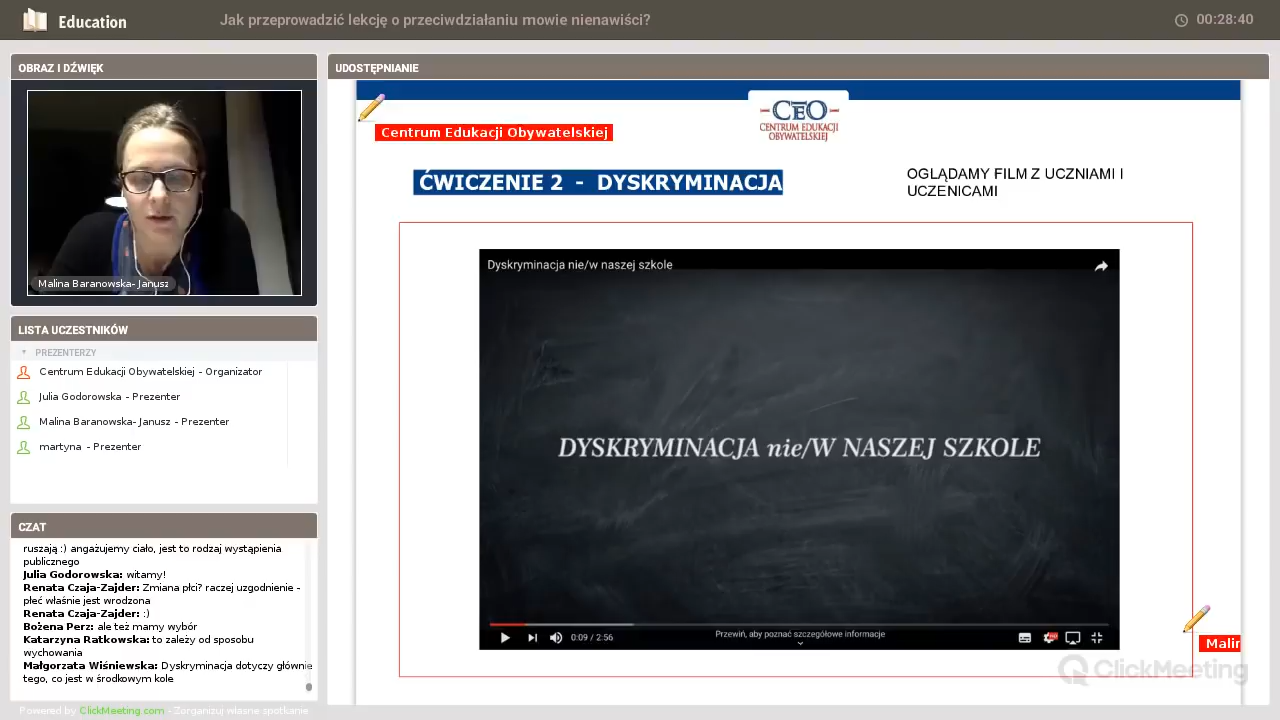 Education
Jak przeprowadzić lekcję o przeciwdziałaniu mowie nienawiści?
00:28:40
OBRAZ I DŹWIĘK
Malina Baranowska- Janusz
LISTA UCZESTNIKÓW
PREZENTERZY
Centrum Edukacji Obywatelskiej - Organizator
Julia Godorowska - Prezenter
Malina Baranowska- Janusz - Prezenter
martyna - Prezenter
CZAT
ruszają :) angażujemy ciało, jest to rodzaj wystąpienia
publicznego
Julia Godorowska: witamy!
Renata Czaja-Zajder: Zmiana płci? raczej uzgodnienie -
płeć właśnie jest wrodzona
Renata Czaja-Zajder: :)
Bożena Perz: ale też mamy wybór
Katarzyna Ratkowska: to zależy od sposobu
wychowania
Małgorzata Wiśniewska: Dyskryminacja dotyczy głównie
tego, co jest w środkowym kole
Powered by ClickMeeting.com - Zorganizuj własne spotkanie
UDOSTĘPNIANIE
Centrum Edukacji Obywatelskiej
CEO
CENTRUM EDUKACJI
OBYWATELSKIEJ
ĆWICZENIE 2 - DYSKRYMINACJA
OGLĄDAMY FILM Z UCZNIAMI I
UCZENICAMI
Dyskryminacja nie/w naszej szkole
DYSKRYMINACJA nie/W NASZEJ SZKOLE
0:09 / 2:56
Przewiń, aby poznać szczegółowe informacje
Malin
ClickMeeting